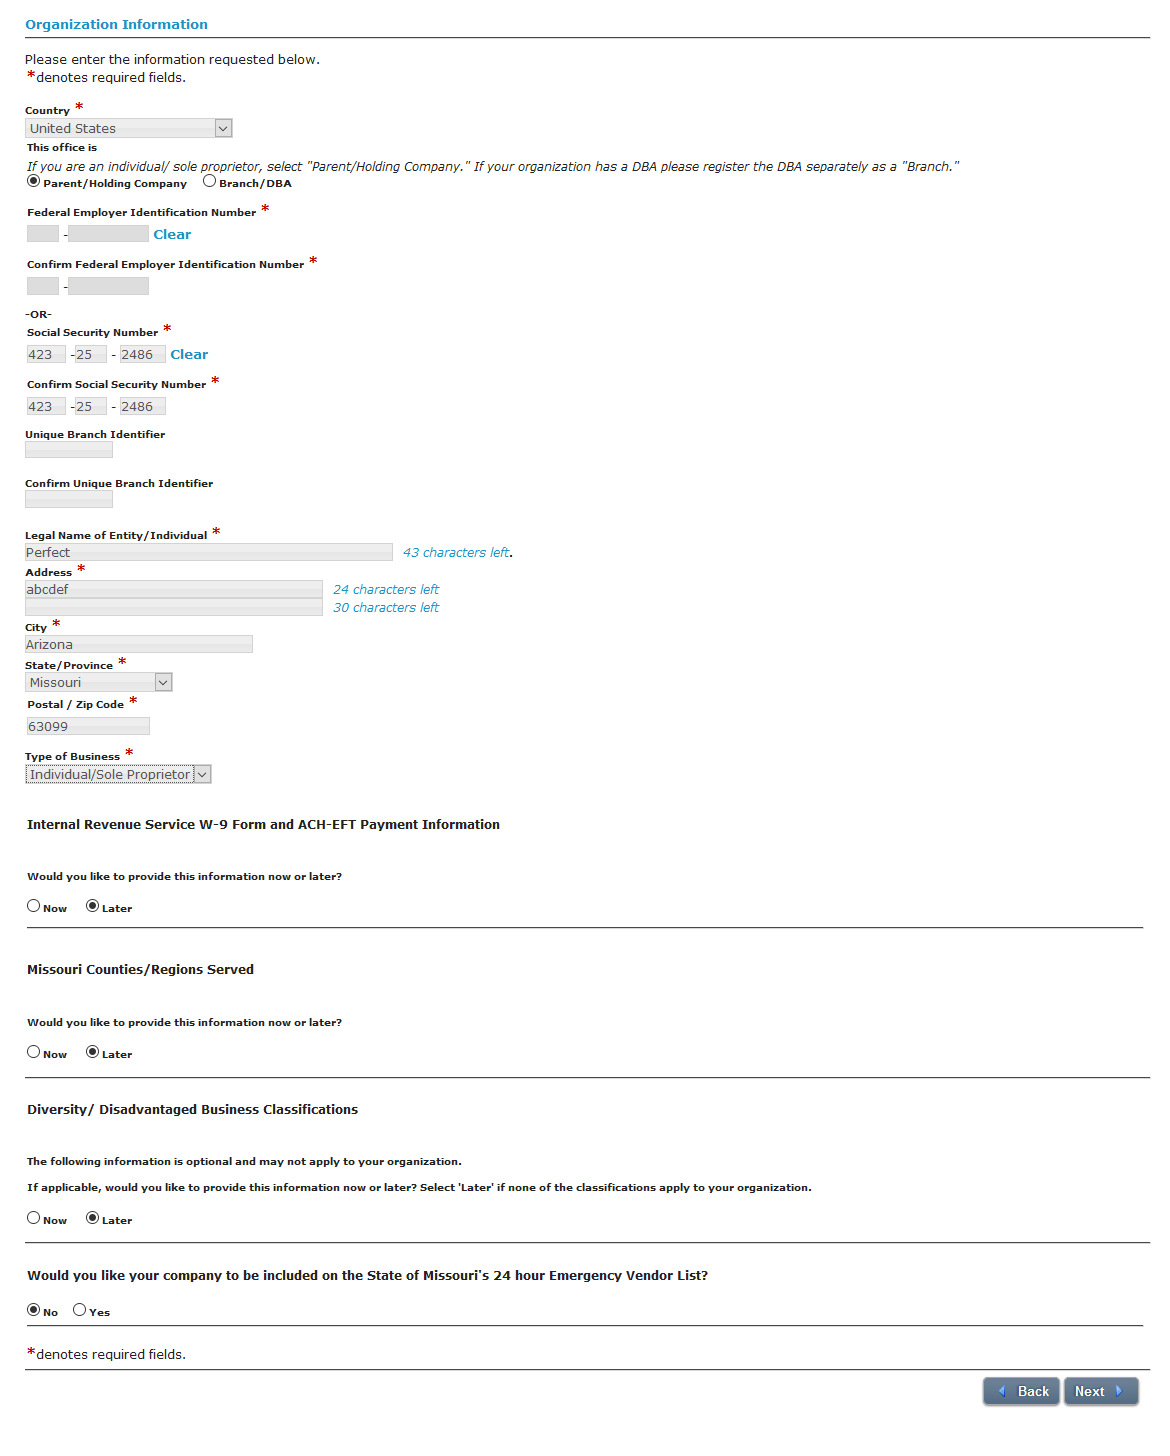 Organization Information
Please enter the information requested below.
*denotes required fields.
Country *
United States
This office is
If you are an individual/ sole proprietor, select "Parent/Holding Company." If your organization has a DBA please register the DBA separately as a "Branch."
Parent/Holding Company Branch/DBA
Federal Employer Identification Number *
- Clear
Confirm Federal Employer Identification Number *
-
-OR-
Social Security Number *
423 -25 - 2486 Clear
Confirm Social Security Number *
423 -25 - 2486
Unique Branch Identifier
Confirm Unique Branch Identifier
Legal Name of Entity/Individual *
Perfect 43 characters left.
Address *
abcdef 24 characters left
30 characters left
City *
Arizona
State/Province *
Missouri
Postal / Zip Code *
63099
Type of Business *
Individual/Sole Proprietor
Internal Revenue Service W-9 Form and ACH-EFT Payment Information
Would you like to provide this information now or later?
Now Later
Missouri Counties/Regions Served
Would you like to provide this information now or later?
Now Later
Diversity/ Disadvantaged Business Classifications
The following information is optional and may not apply to your organization.
If applicable, would you like to provide this information now or later? Select 'Later' if none of the classifications apply to your organization.
Now Later
Would you like your company to be included on the State of Missouri's 24 hour Emergency Vendor List?
No Yes
*denotes required fields.
Back Next